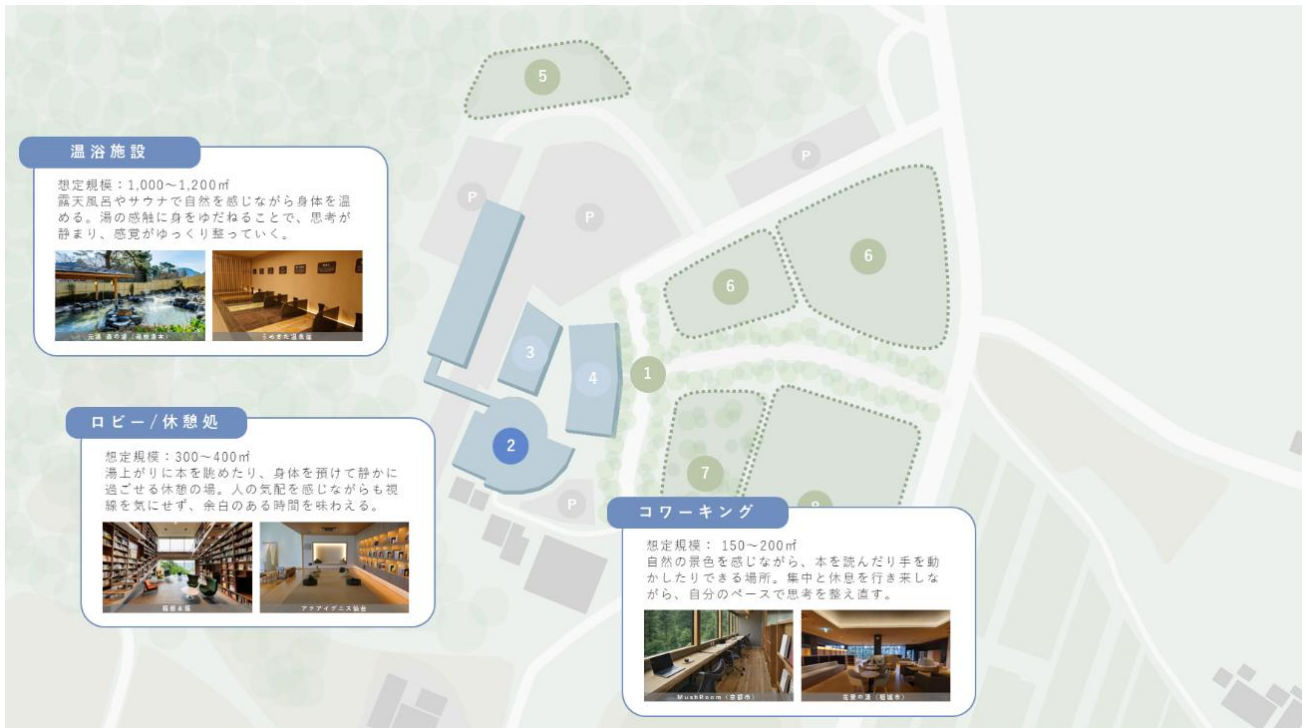 5
P
温浴施設
想定規模：1,000～1,200㎡
露天風呂やサウナで自然を感じながら身体を温
める。湯の感触に身をゆだねることで、思考が
静まり、感覚がゆっくり整っていく。
P
P
6
6
3
4
1
ロビー/休憩処
2
7
想定規模：300～400㎡
湯上がりに本を眺めたり、身体を預けて静かに
過ごせる休憩の場。人の気配を感じながらも視
線を気にせず、余白のある時間を味わえる。
P
箱根本箱
アクアイグニス仙台
コワーキング
想定規模： 150～200㎡
自然の景色を感じながら、本を読んだり手を動
かしたりできる場所。集中と休息を行き来しな
がら、自分のペースで思考を整え直す。
MushRoom（京都市）